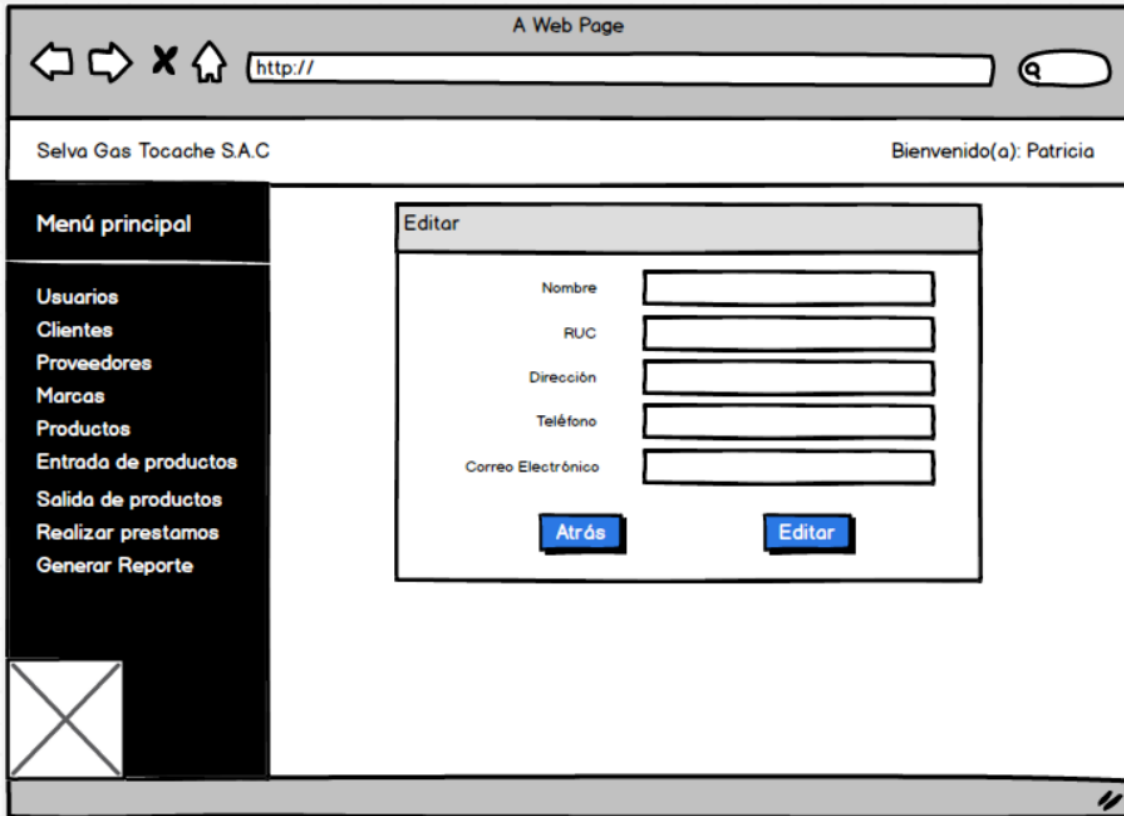 A Web Page
http://
Selva Gas Tocache S.A.C
Bienvenido(a): Patricia
Menú principal
Usuarios
Clientes
Proveedores
Marcas
Productos
Entrada de productos
Salida de productos
Realizar prestamos
Generar Reporte
Editar
Nombre
RUC
Dirección
Teléfono
Correo Electrónico
Atrás
Editar